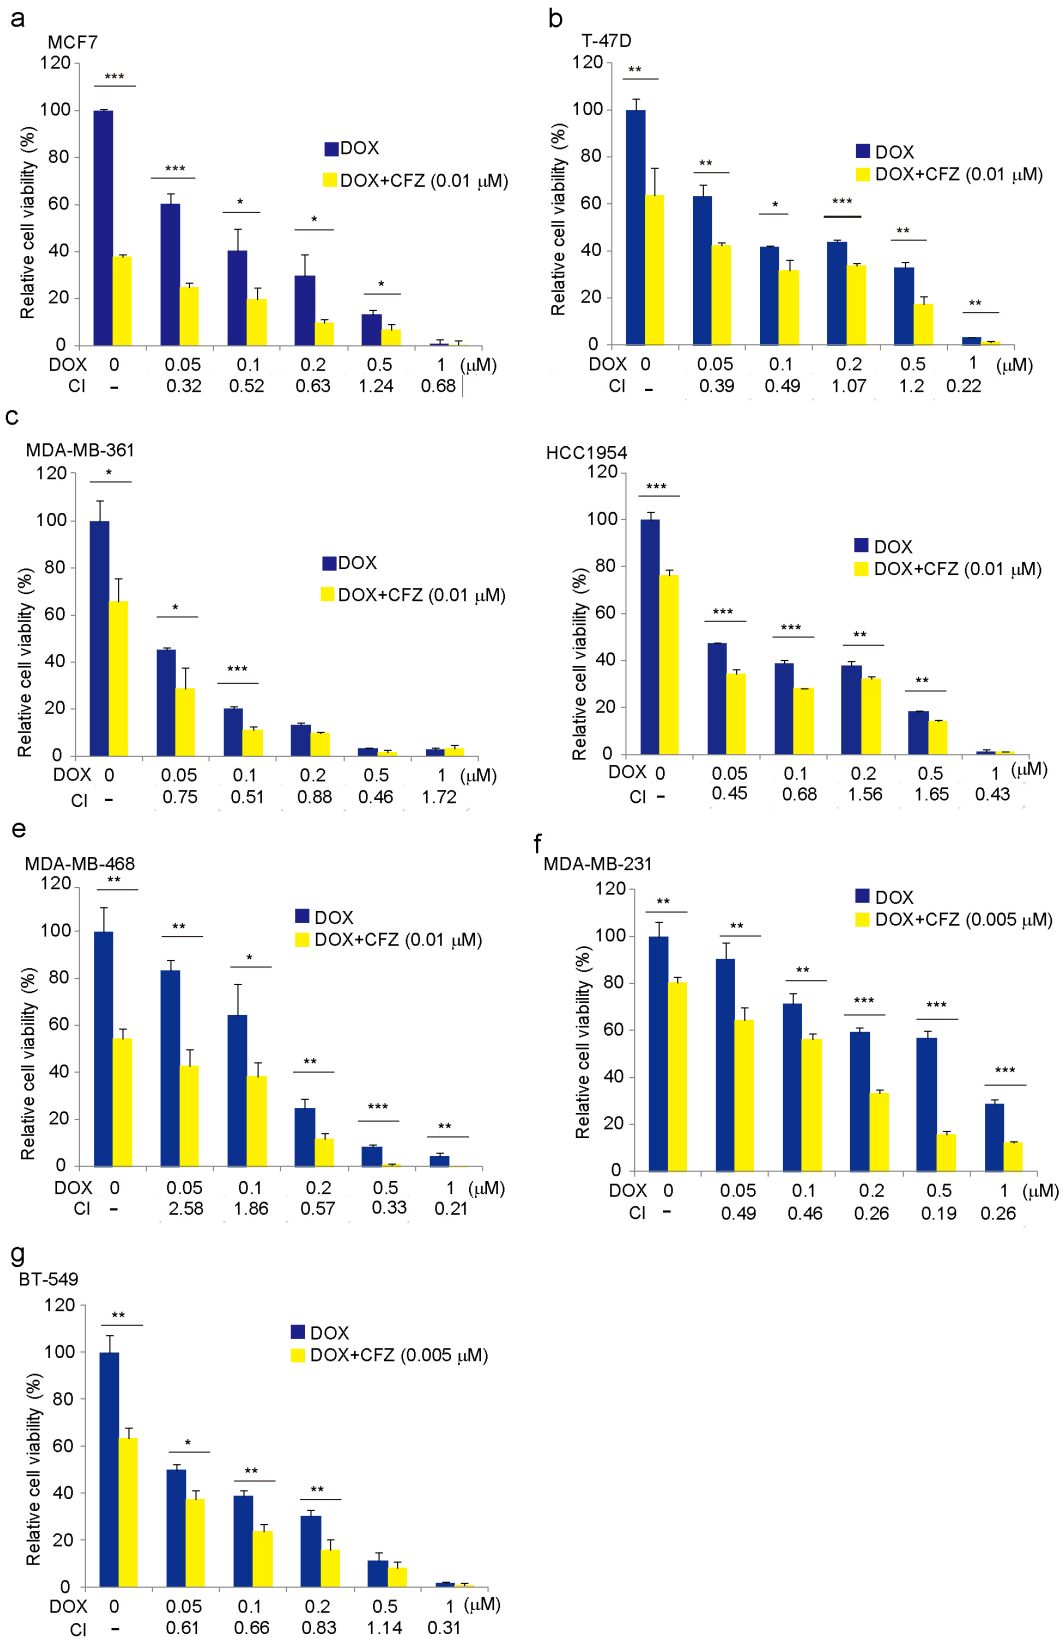 a
MCF7
120
100
80
60
40
20
0
Relative cell viability (%)
***
***
*
*
*
DOX
DOX+CFZ (0.01 μM)
DOX 0 0.05 0.1 0.2 0.5 1 (μM)
CI – 0.32 0.52 0.63 1.24 0.68
b
T-47D
120
100
80
60
40
20
0
Relative cell viability (%)
**
**
*
***
**
**
DOX
DOX+CFZ (0.01 μM)
DOX 0 0.05 0.1 0.2 0.5 1 (μM)
CI – 0.39 0.49 1.07 1.2 0.22
c
MDA-MB-361
120
100
80
60
40
20
0
Relative cell viablity (%)
*
*
***
DOX
DOX+CFZ (0.01 μM)
DOX 0 0.05 0.1 0.2 0.5 1 (μM)
CI – 0.75 0.51 0.88 0.46 1.72
HCC1954
120
100
80
60
40
20
0
Relative cell viability (%)
***
***
***
**
**
DOX
DOX+CFZ (0.01 μM)
DOX 0 0.05 0.1 0.2 0.5 1 (μM)
CI – 0.45 0.68 1.56 1.65 0.43
e
MDA-MB-468
120
100
80
60
40
20
0
Relative cell viability (%)
**
**
*
**
***
**
DOX
DOX+CFZ (0.01 μM)
DOX 0 0.05 0.1 0.2 0.5 1 (μM)
CI – 2.58 1.86 0.57 0.33 0.21
f
MDA-MB-231
120
100
80
60
40
20
0
Relative cell viability (%)
**
**
**
***
***
***
DOX
DOX+CFZ (0.005 μM)
DOX 0 0.05 0.1 0.2 0.5 1 (μM)
CI – 0.49 0.46 0.26 0.19 0.26
g
BT-549
120
100
80
60
40
20
0
Relative cell viability (%)
**
*
**
**
DOX
DOX+CFZ (0.005 μM)
DOX 0 0.05 0.1 0.2 0.5 1 (μM)
CI – 0.61 0.66 0.83 1.14 0.31